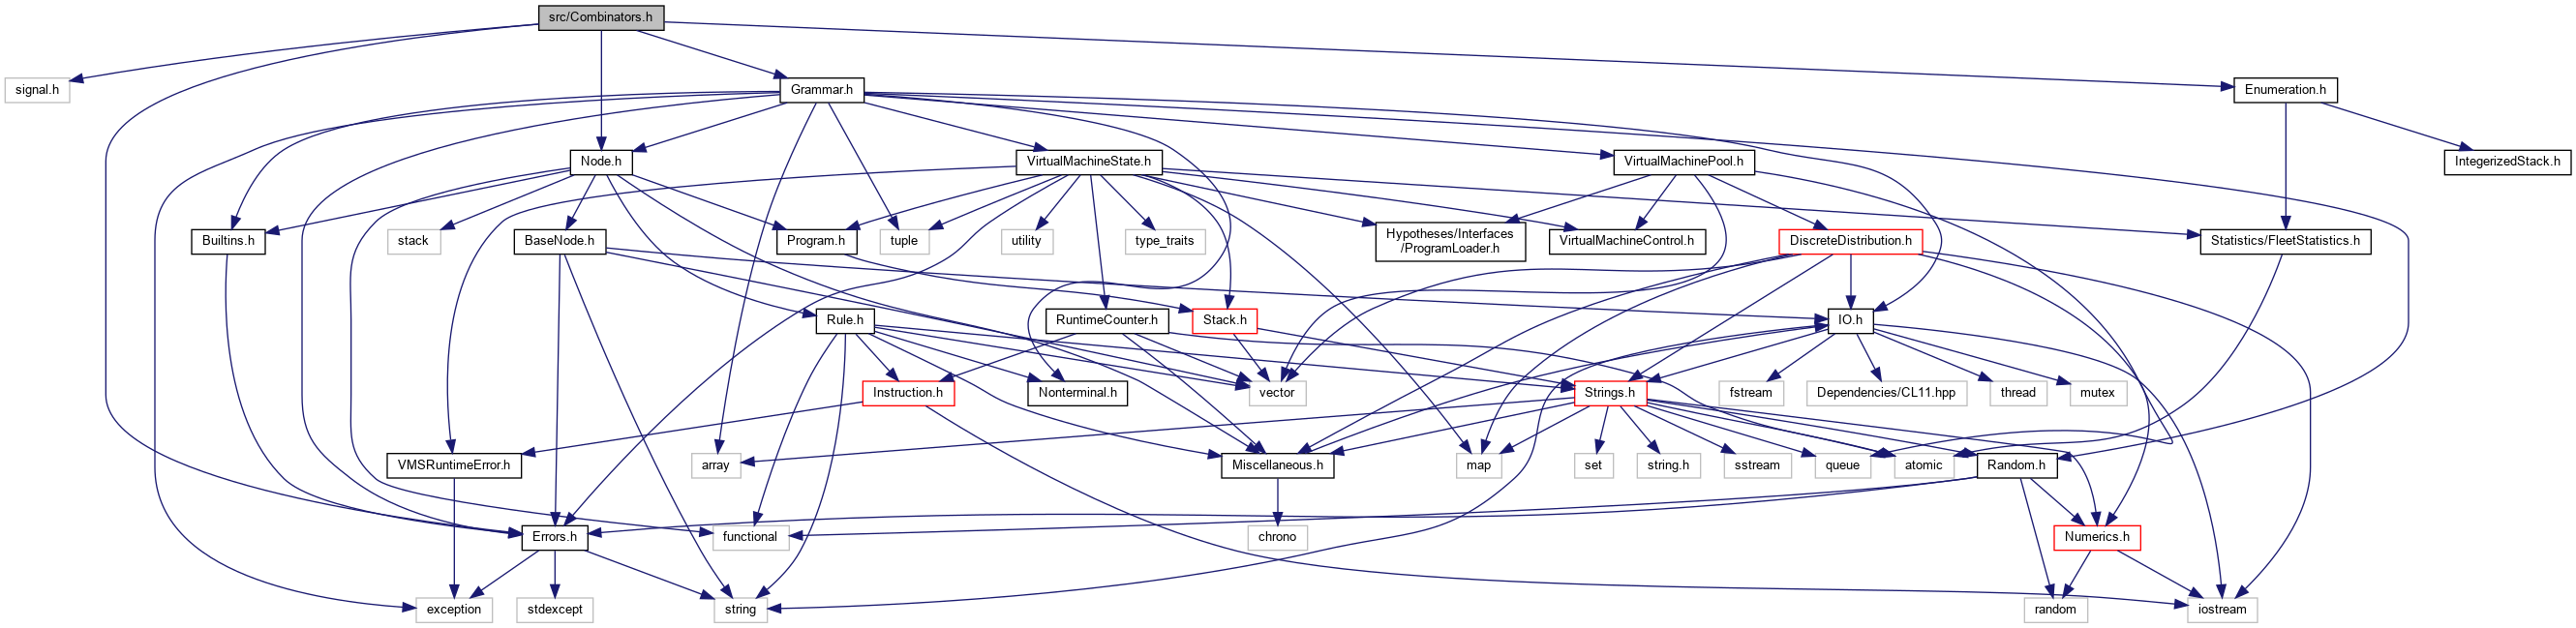 src/Combinators.h
signal.h
Grammar.h
Enumeration.h
Node.h
VirtualMachineState.h
VirtualMachinePool.h
IntegerizedStack.h
Builtins.h
stack
BaseNode.h
Program.h
tuple
utility
type_traits
Hypotheses/Interfaces
/ProgramLoader.h
VirtualMachineControl.h
DiscreteDistribution.h
Statistics/FleetStatistics.h
Rule.h
RuntimeCounter.h
Stack.h
IO.h
Instruction.h
Nonterminal.h
vector
Strings.h
fstream
Dependencies/CL11.hpp
thread
mutex
VMSRuntimeError.h
array
Miscellaneous.h
map
set
string.h
sstream
queue
atomic
Random.h
Errors.h
functional
chrono
Numerics.h
exception
stdexcept
string
random
iostream